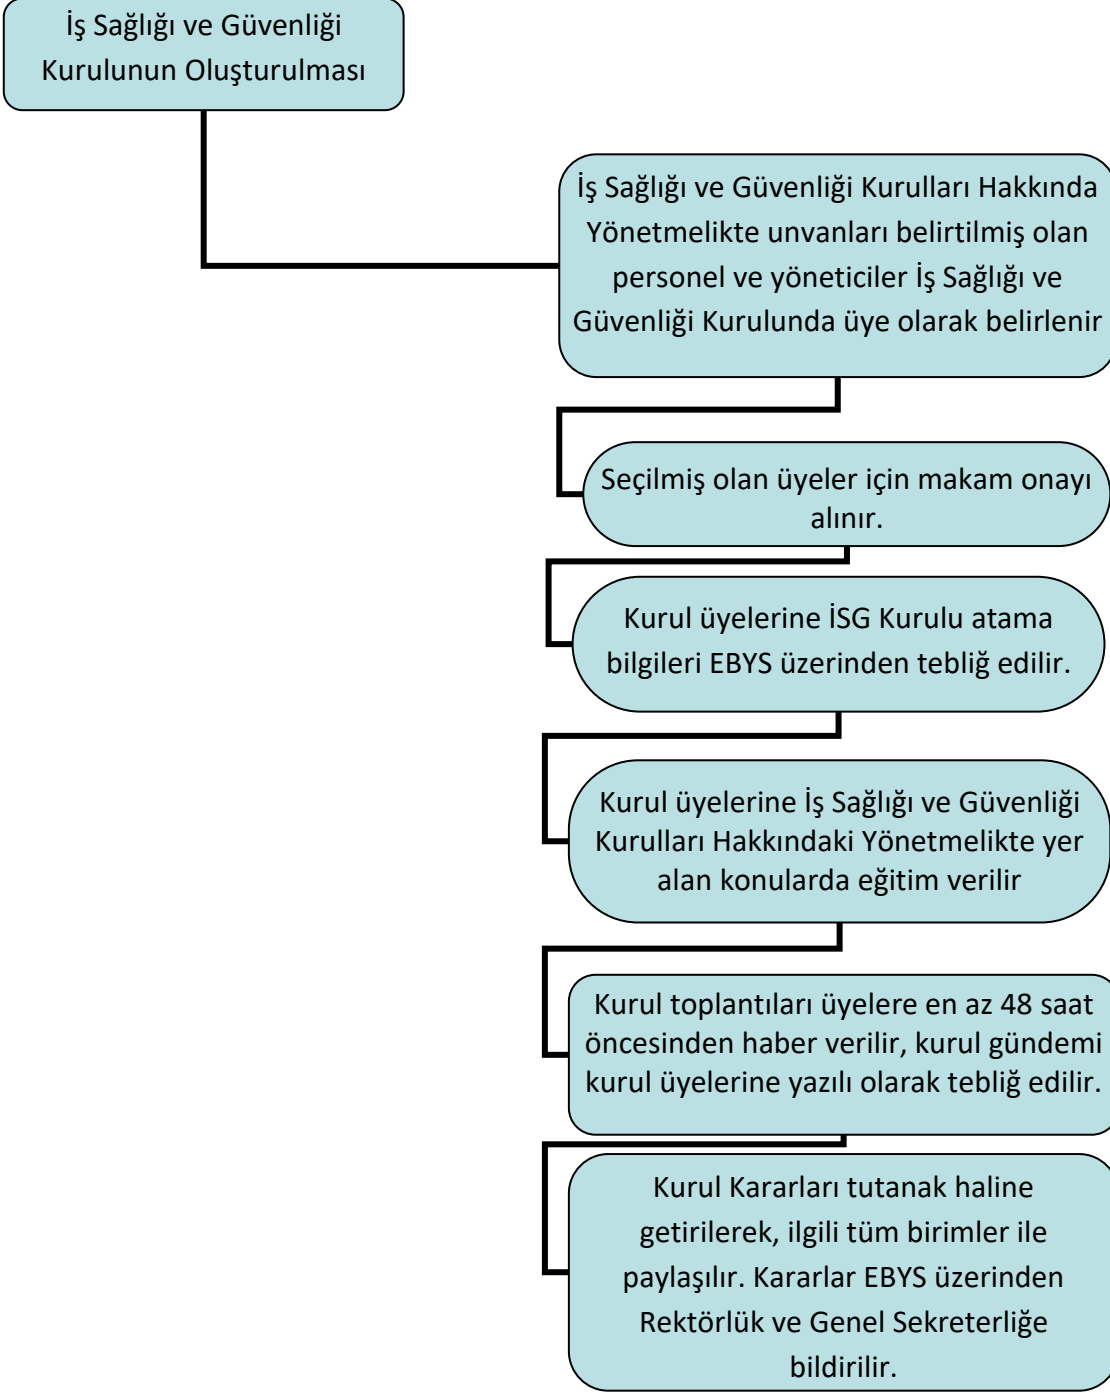 İş Sağlığı ve Güvenliği
Kurulunun Oluşturulması
İş Sağlığı ve Güvenliği Kurulları Hakkında
Yönetmelikte unvanları belirtilmiş olan
personel ve yöneticiler İş Sağlığı ve
Güvenliği Kurulunda üye olarak belirlenir
Seçilmiş olan üyeler için makam onayı
alınır.
Kurul üyelerine İSG Kurulu atama
bilgileri EBYS üzerinden tebliğ edilir.
Kurul üyelerine İş Sağlığı ve Güvenliği
Kurulları Hakkındaki Yönetmelikte yer
alan konularda eğitim verilir
Kurul toplantıları üyelere en az 48 saat
öncesinden haber verilir, kurul gündemi
kurul üyelerine yazılı olarak tebliğ edilir.
Kurul Kararları tutanak haline
getirilerek, ilgili tüm birimler ile
paylaşılır. Kararlar EBYS üzerinden
Rektörlük ve Genel Sekreterliğe
bildirilir.